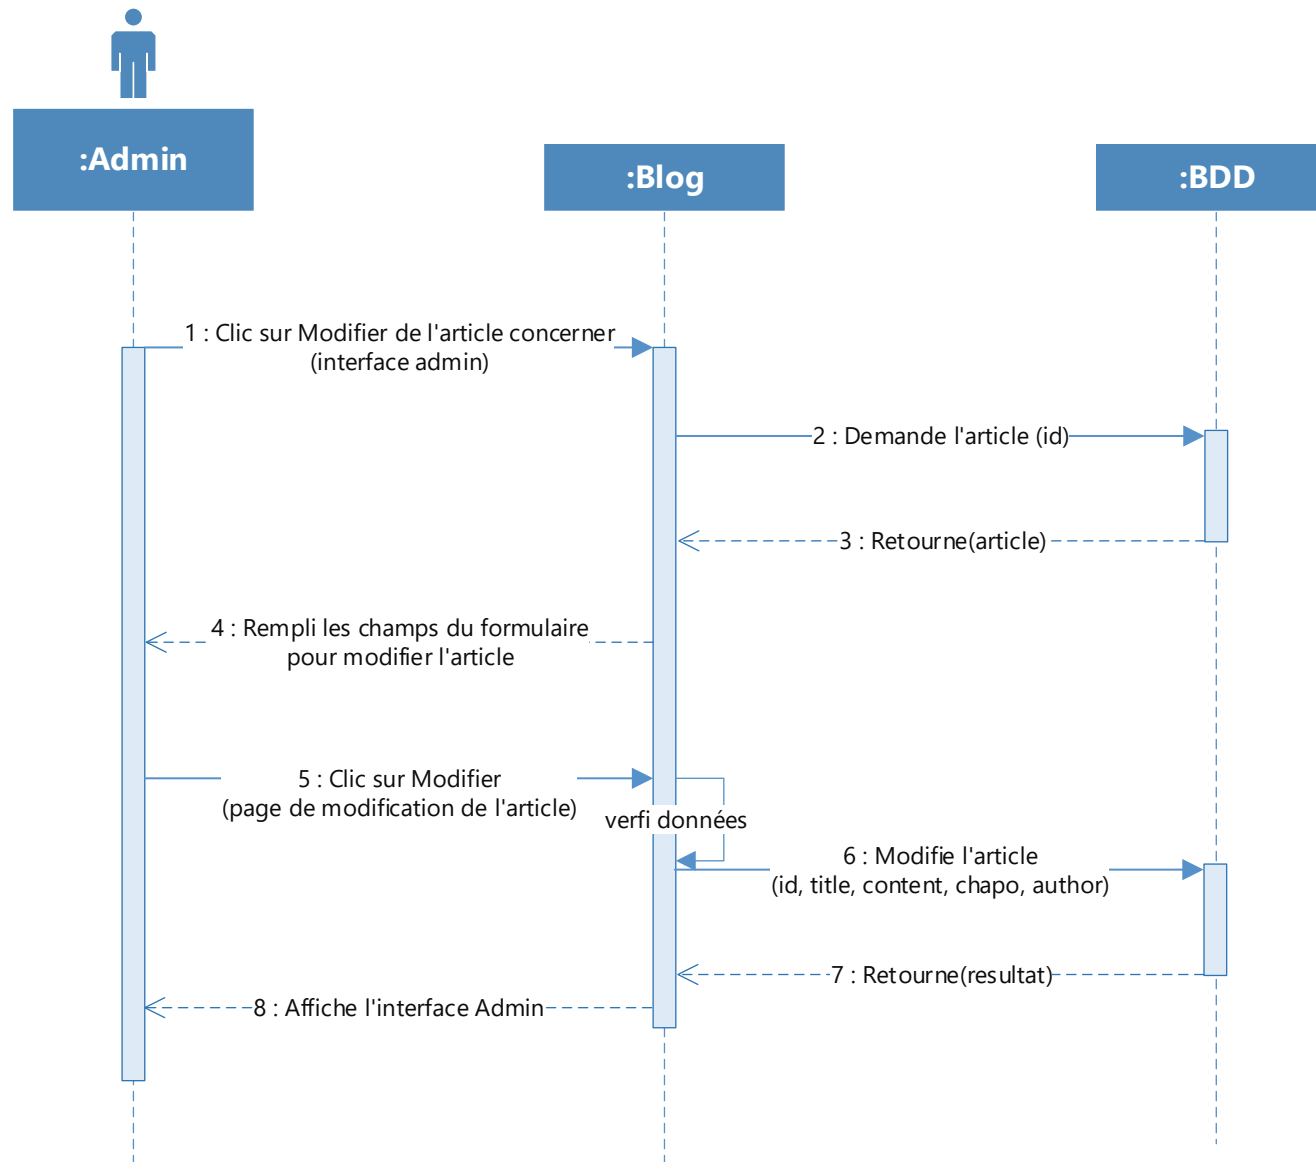 :Admin
:Blog
:BDD
1 : Clic sur Modifier de l'article concerner
(interface admin)
2 : Demande l'article (id)
3 : Retourne(article)
4 : Rempli les champs du formulaire
pour modifier l'article
5 : Clic sur Modifier
(page de modification de l'article)
verfi données
6 : Modifie l'article
(id, title, content, chapo, author)
7 : Retourne(resultat)
8 : Affiche l'interface Admin